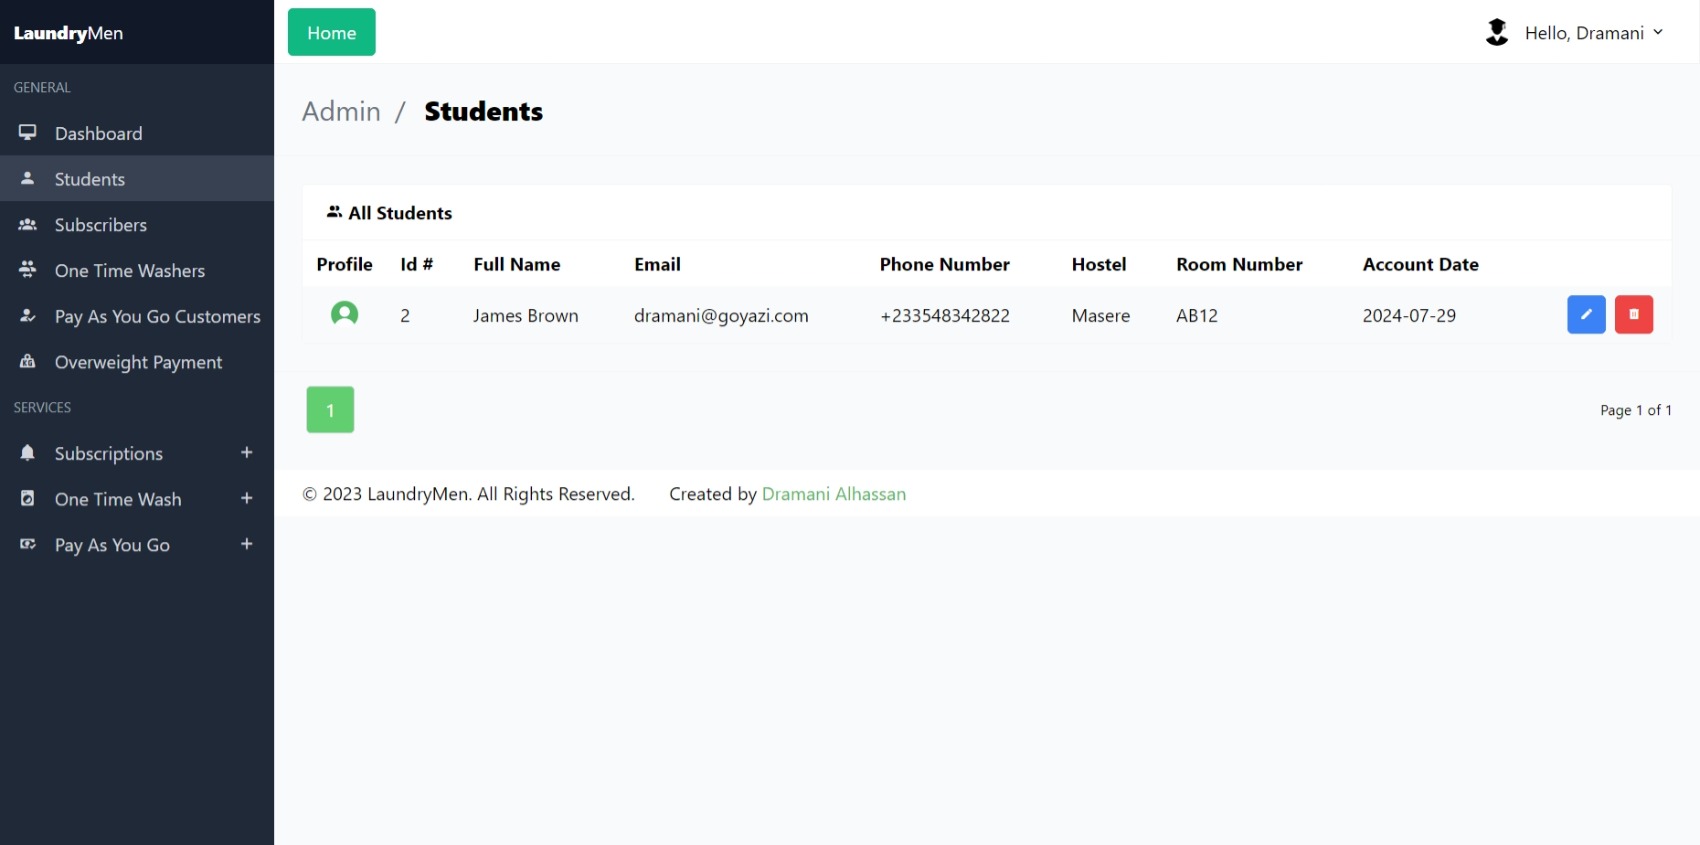 LaundryMen
Home
Hello, Dramani
GENERAL
Dashboard
Students
Subscribers
One Time Washers
Pay As You Go Customers
Overweight Payment
SERVICES
Subscriptions +
One Time Wash +
Pay As You Go +
Admin / Students
All Students
Profile Id # Full Name Email Phone Number Hostel Room Number Account Date
2 James Brown dramani@goyazi.com +233548342822 Masere AB12 2024-07-29
1
Page 1 of 1
© 2023 LaundryMen. All Rights Reserved. Created by Dramani Alhassan